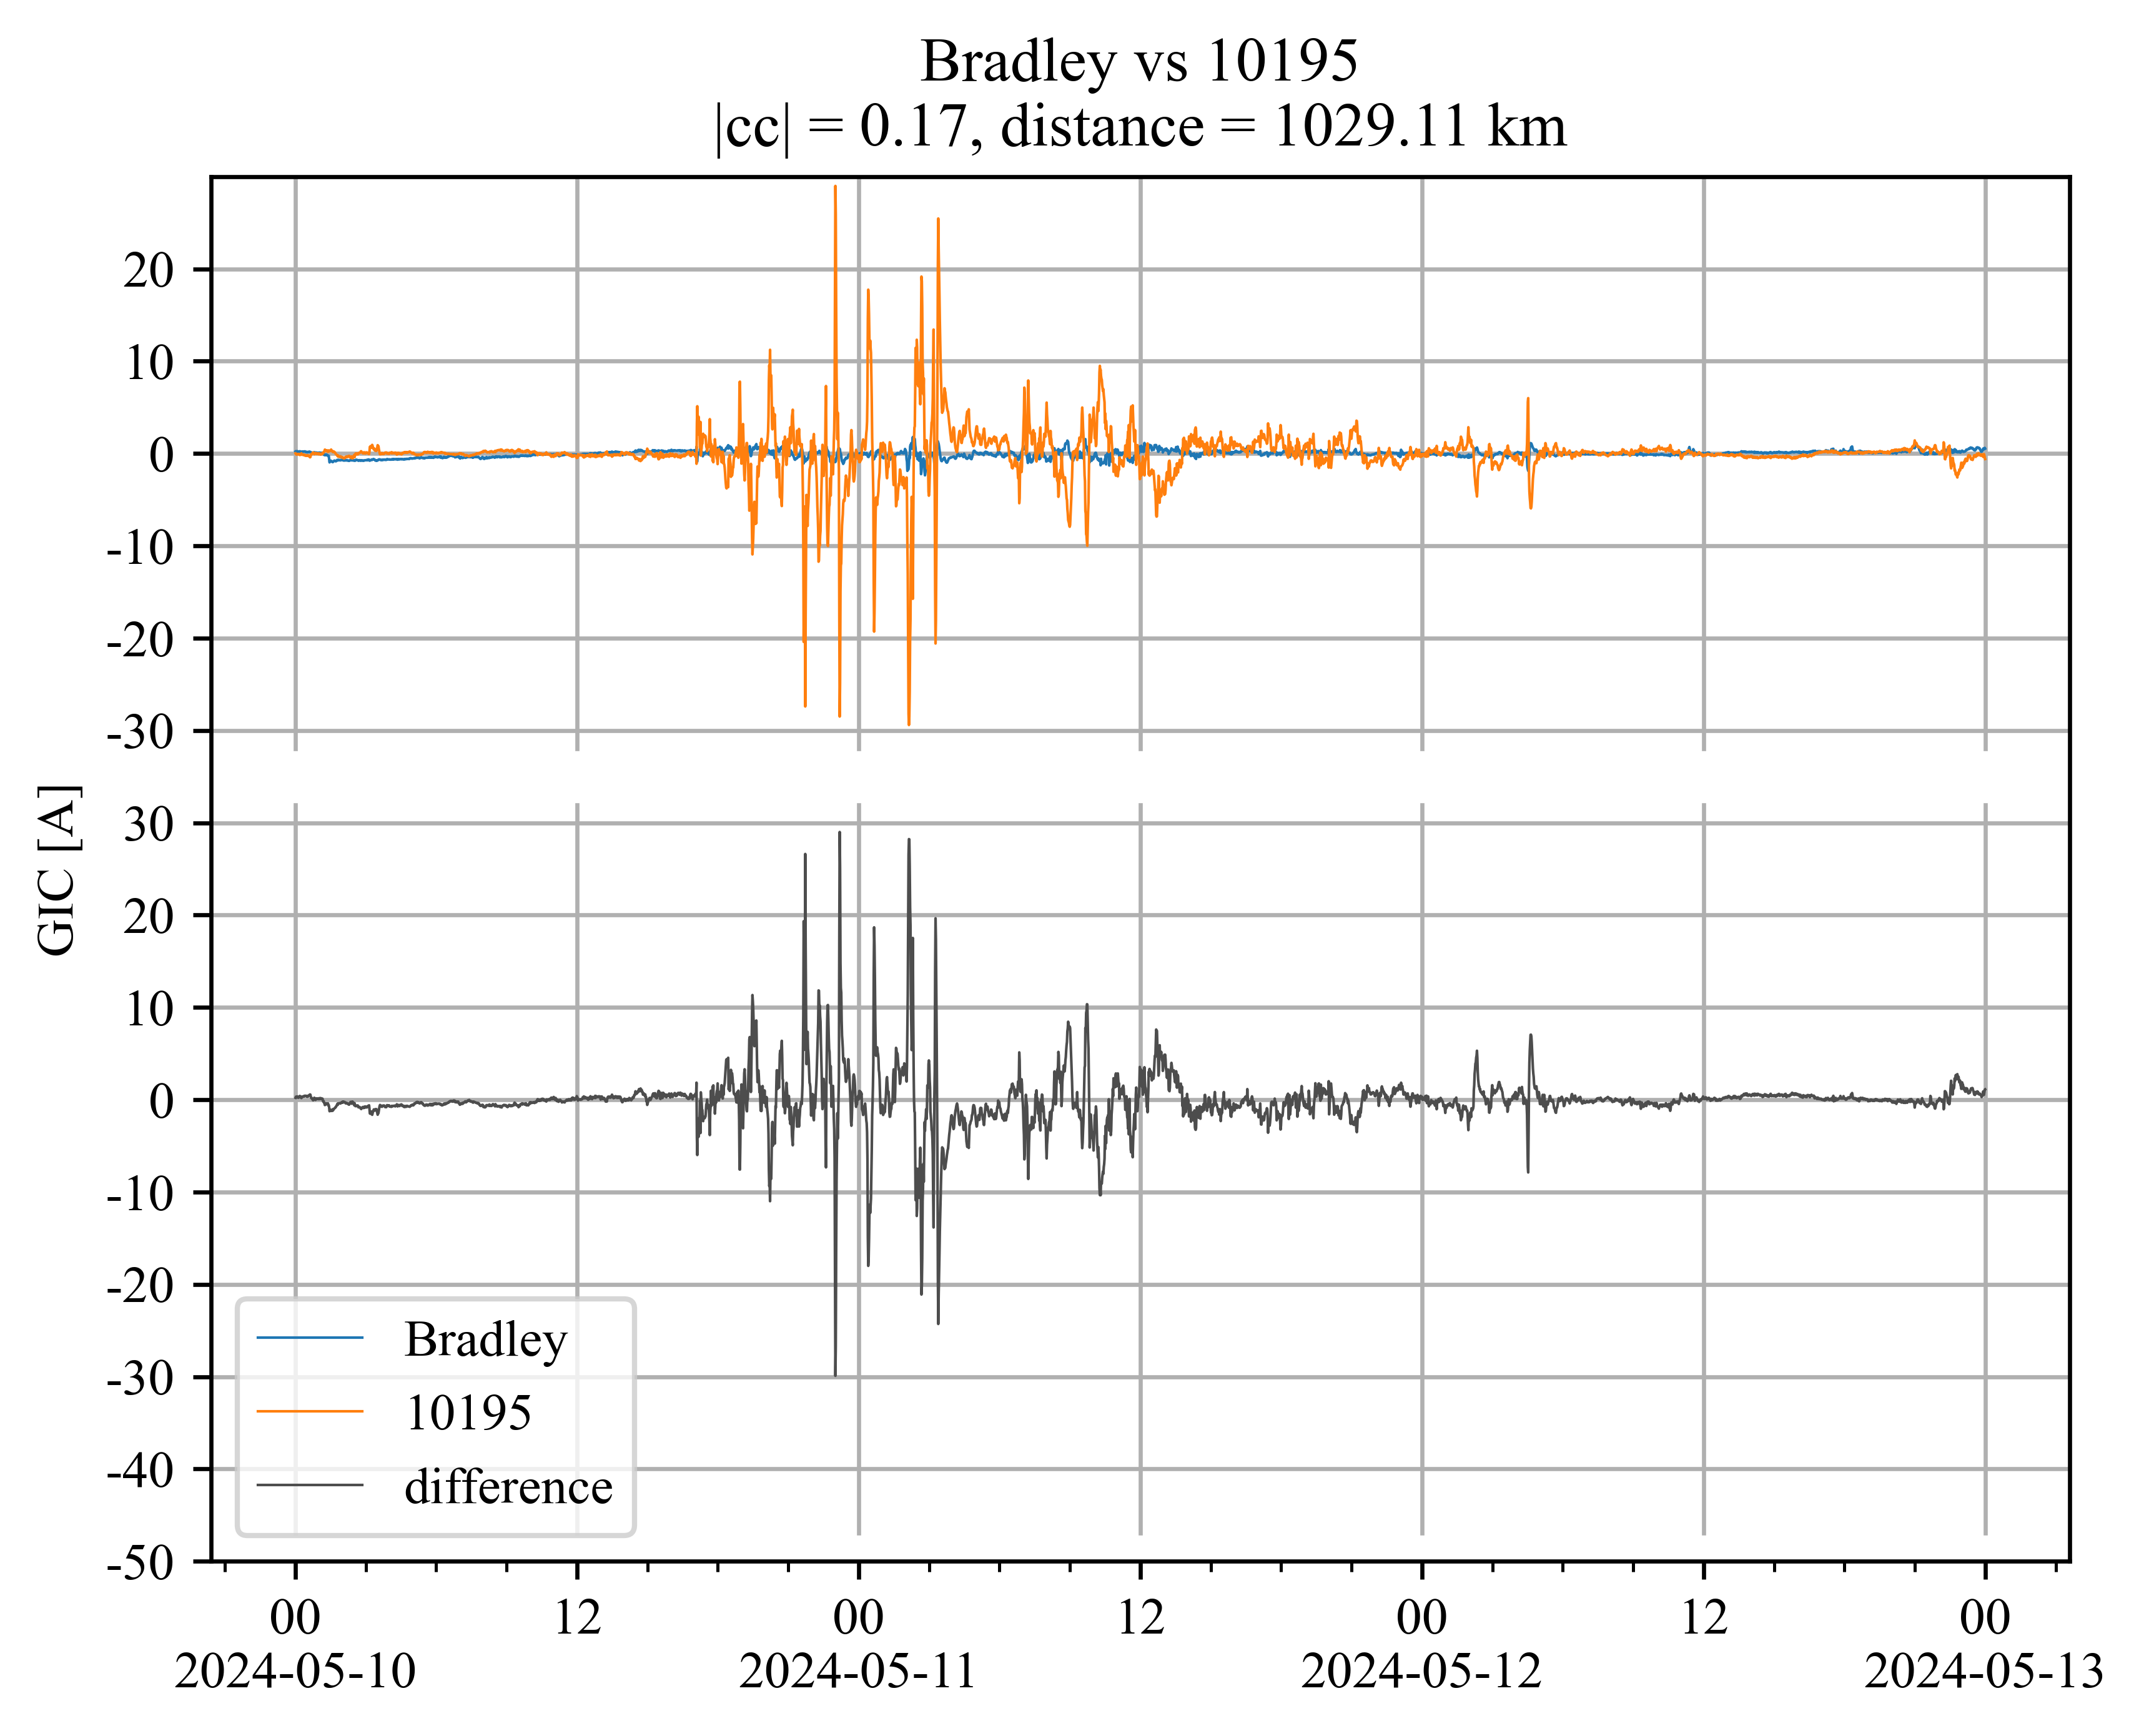 Bradley vs 10195
|cc| = 0.17, distance = 1029.11 km
GIC [A]
20
10
0
-10
-20
-30
30
20
10
0
-10
-20
-30
-40
-50
Bradley
10195
difference
00 12 00 12 00 12 00
2024-05-10 2024-05-11 2024-05-12 2024-05-13